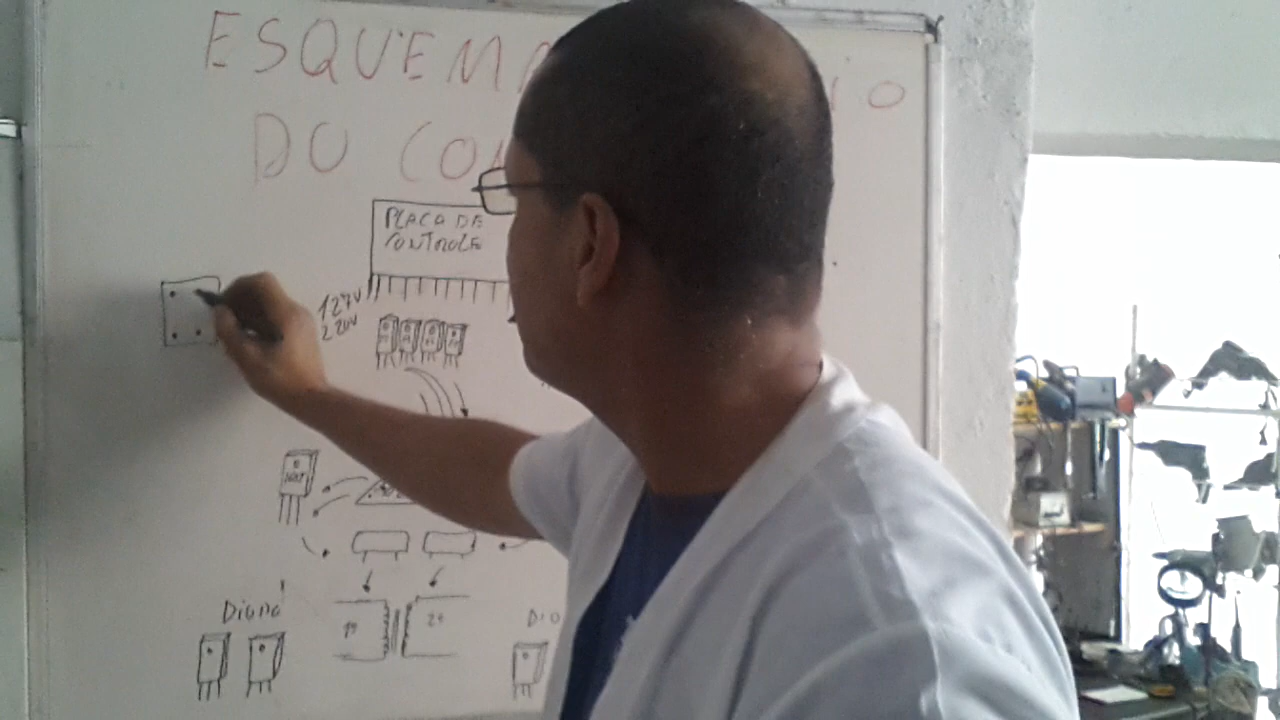 ESQUEM O
DO CO
PLACA DE
CONTROLE
127V
220V
Diodo
DIO